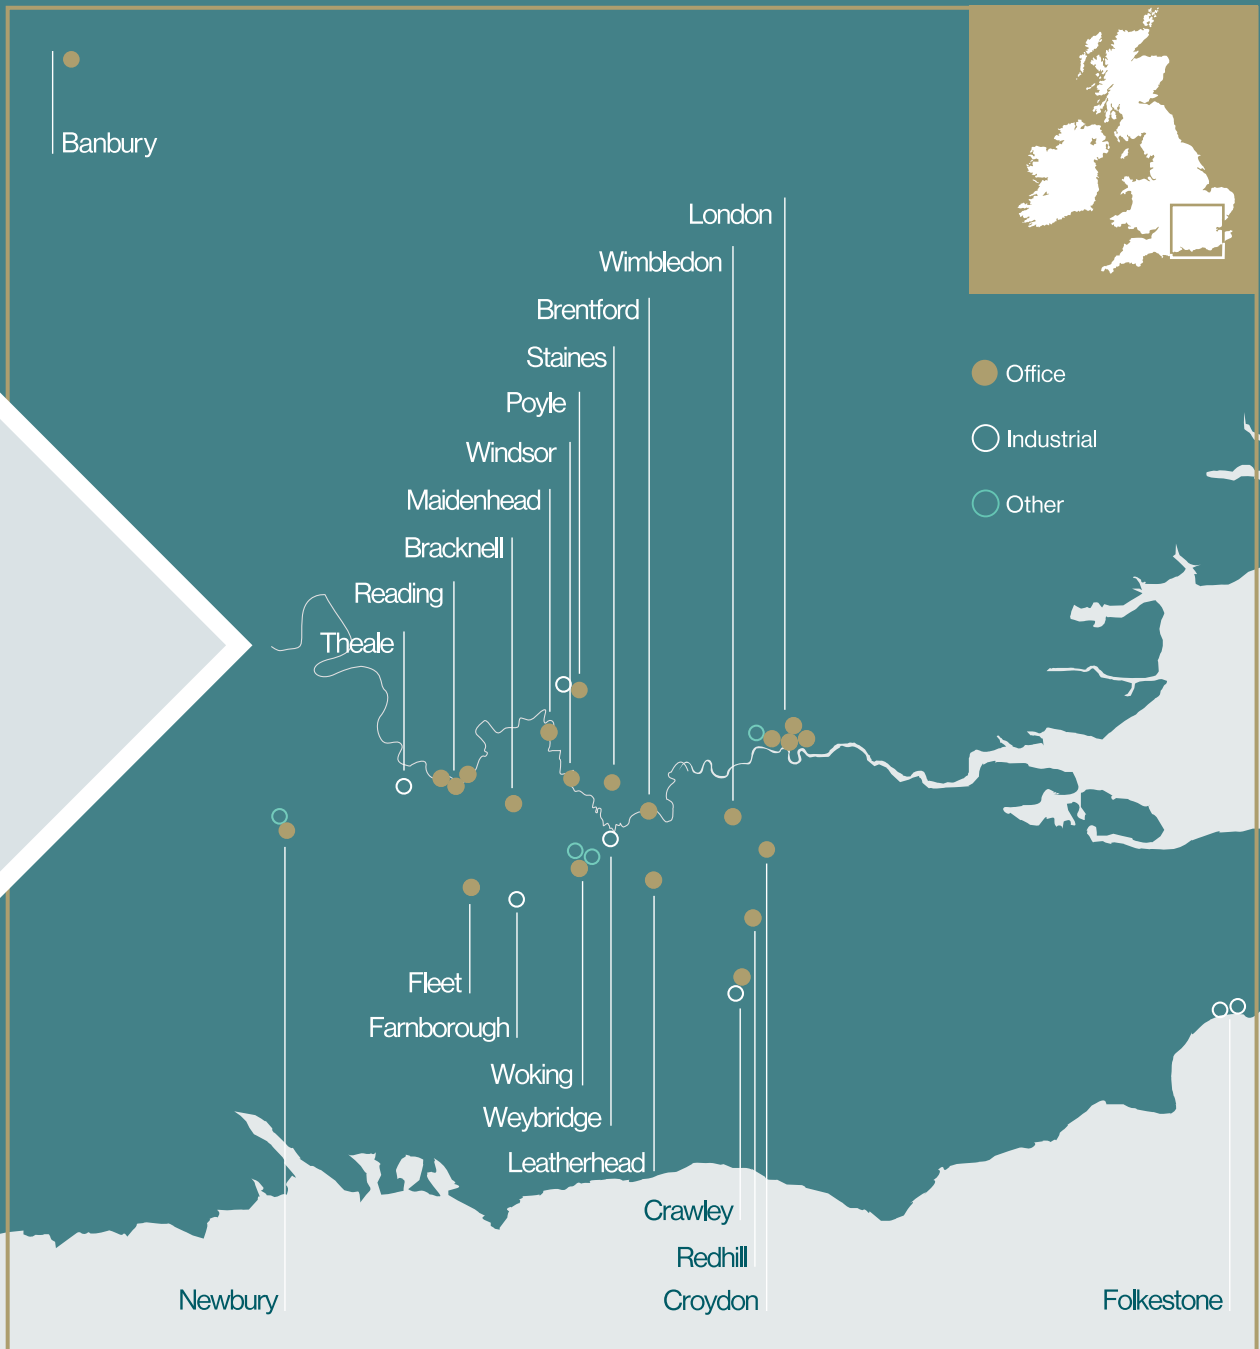 Banbury
London
Wimbledon
Brentford
Staines
Poyle
Windsor
Maidenhead
Bracknell
Reading
Theale
Office
Industrial
Other
Fleet
Farnborough
Woking
Weybridge
Leatherhead
Crawley
Redhill
Newbury
Croydon
Folkestone